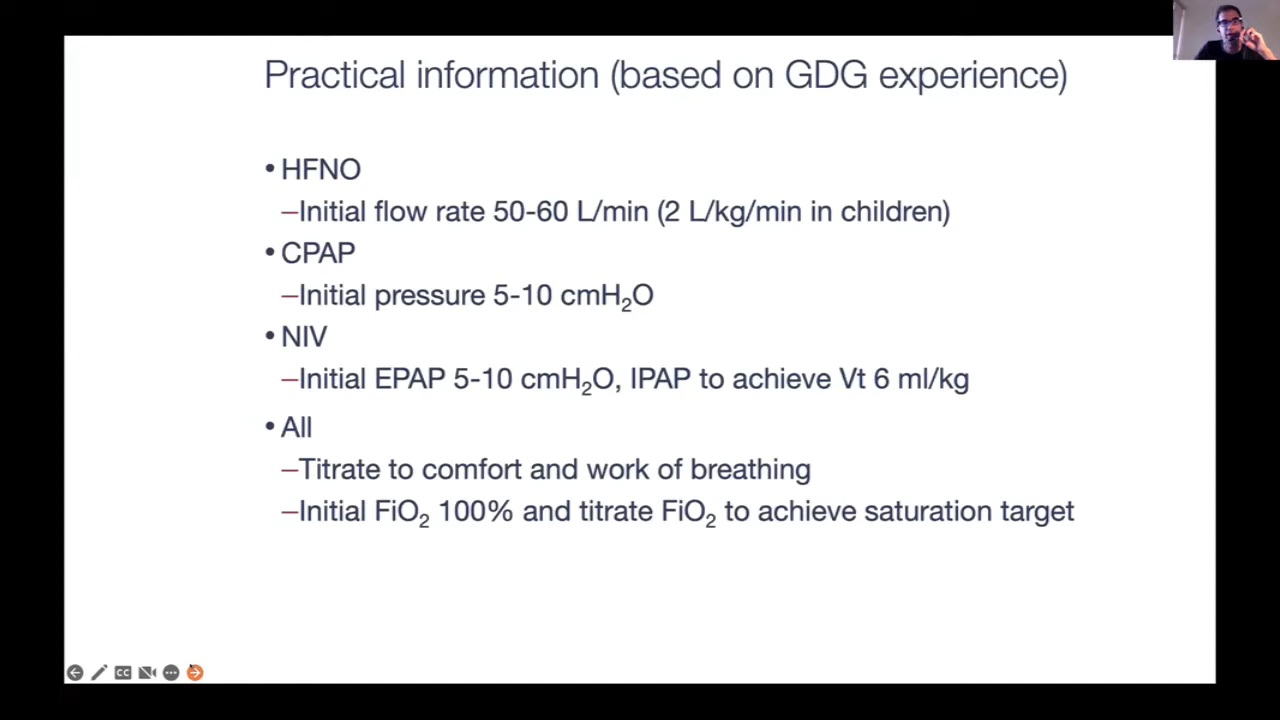 Practical information (based on GDG experience)
• HFNO
–Initial flow rate 50-60 L/min (2 L/kg/min in children)
• CPAP
–Initial pressure 5-10 cmH₂O
• NIV
–Initial EPAP 5-10 cmH₂O, IPAP to achieve Vt 6 ml/kg
• All
–Titrate to comfort and work of breathing
–Initial FiO₂ 100% and titrate FiO₂ to achieve saturation target
CC